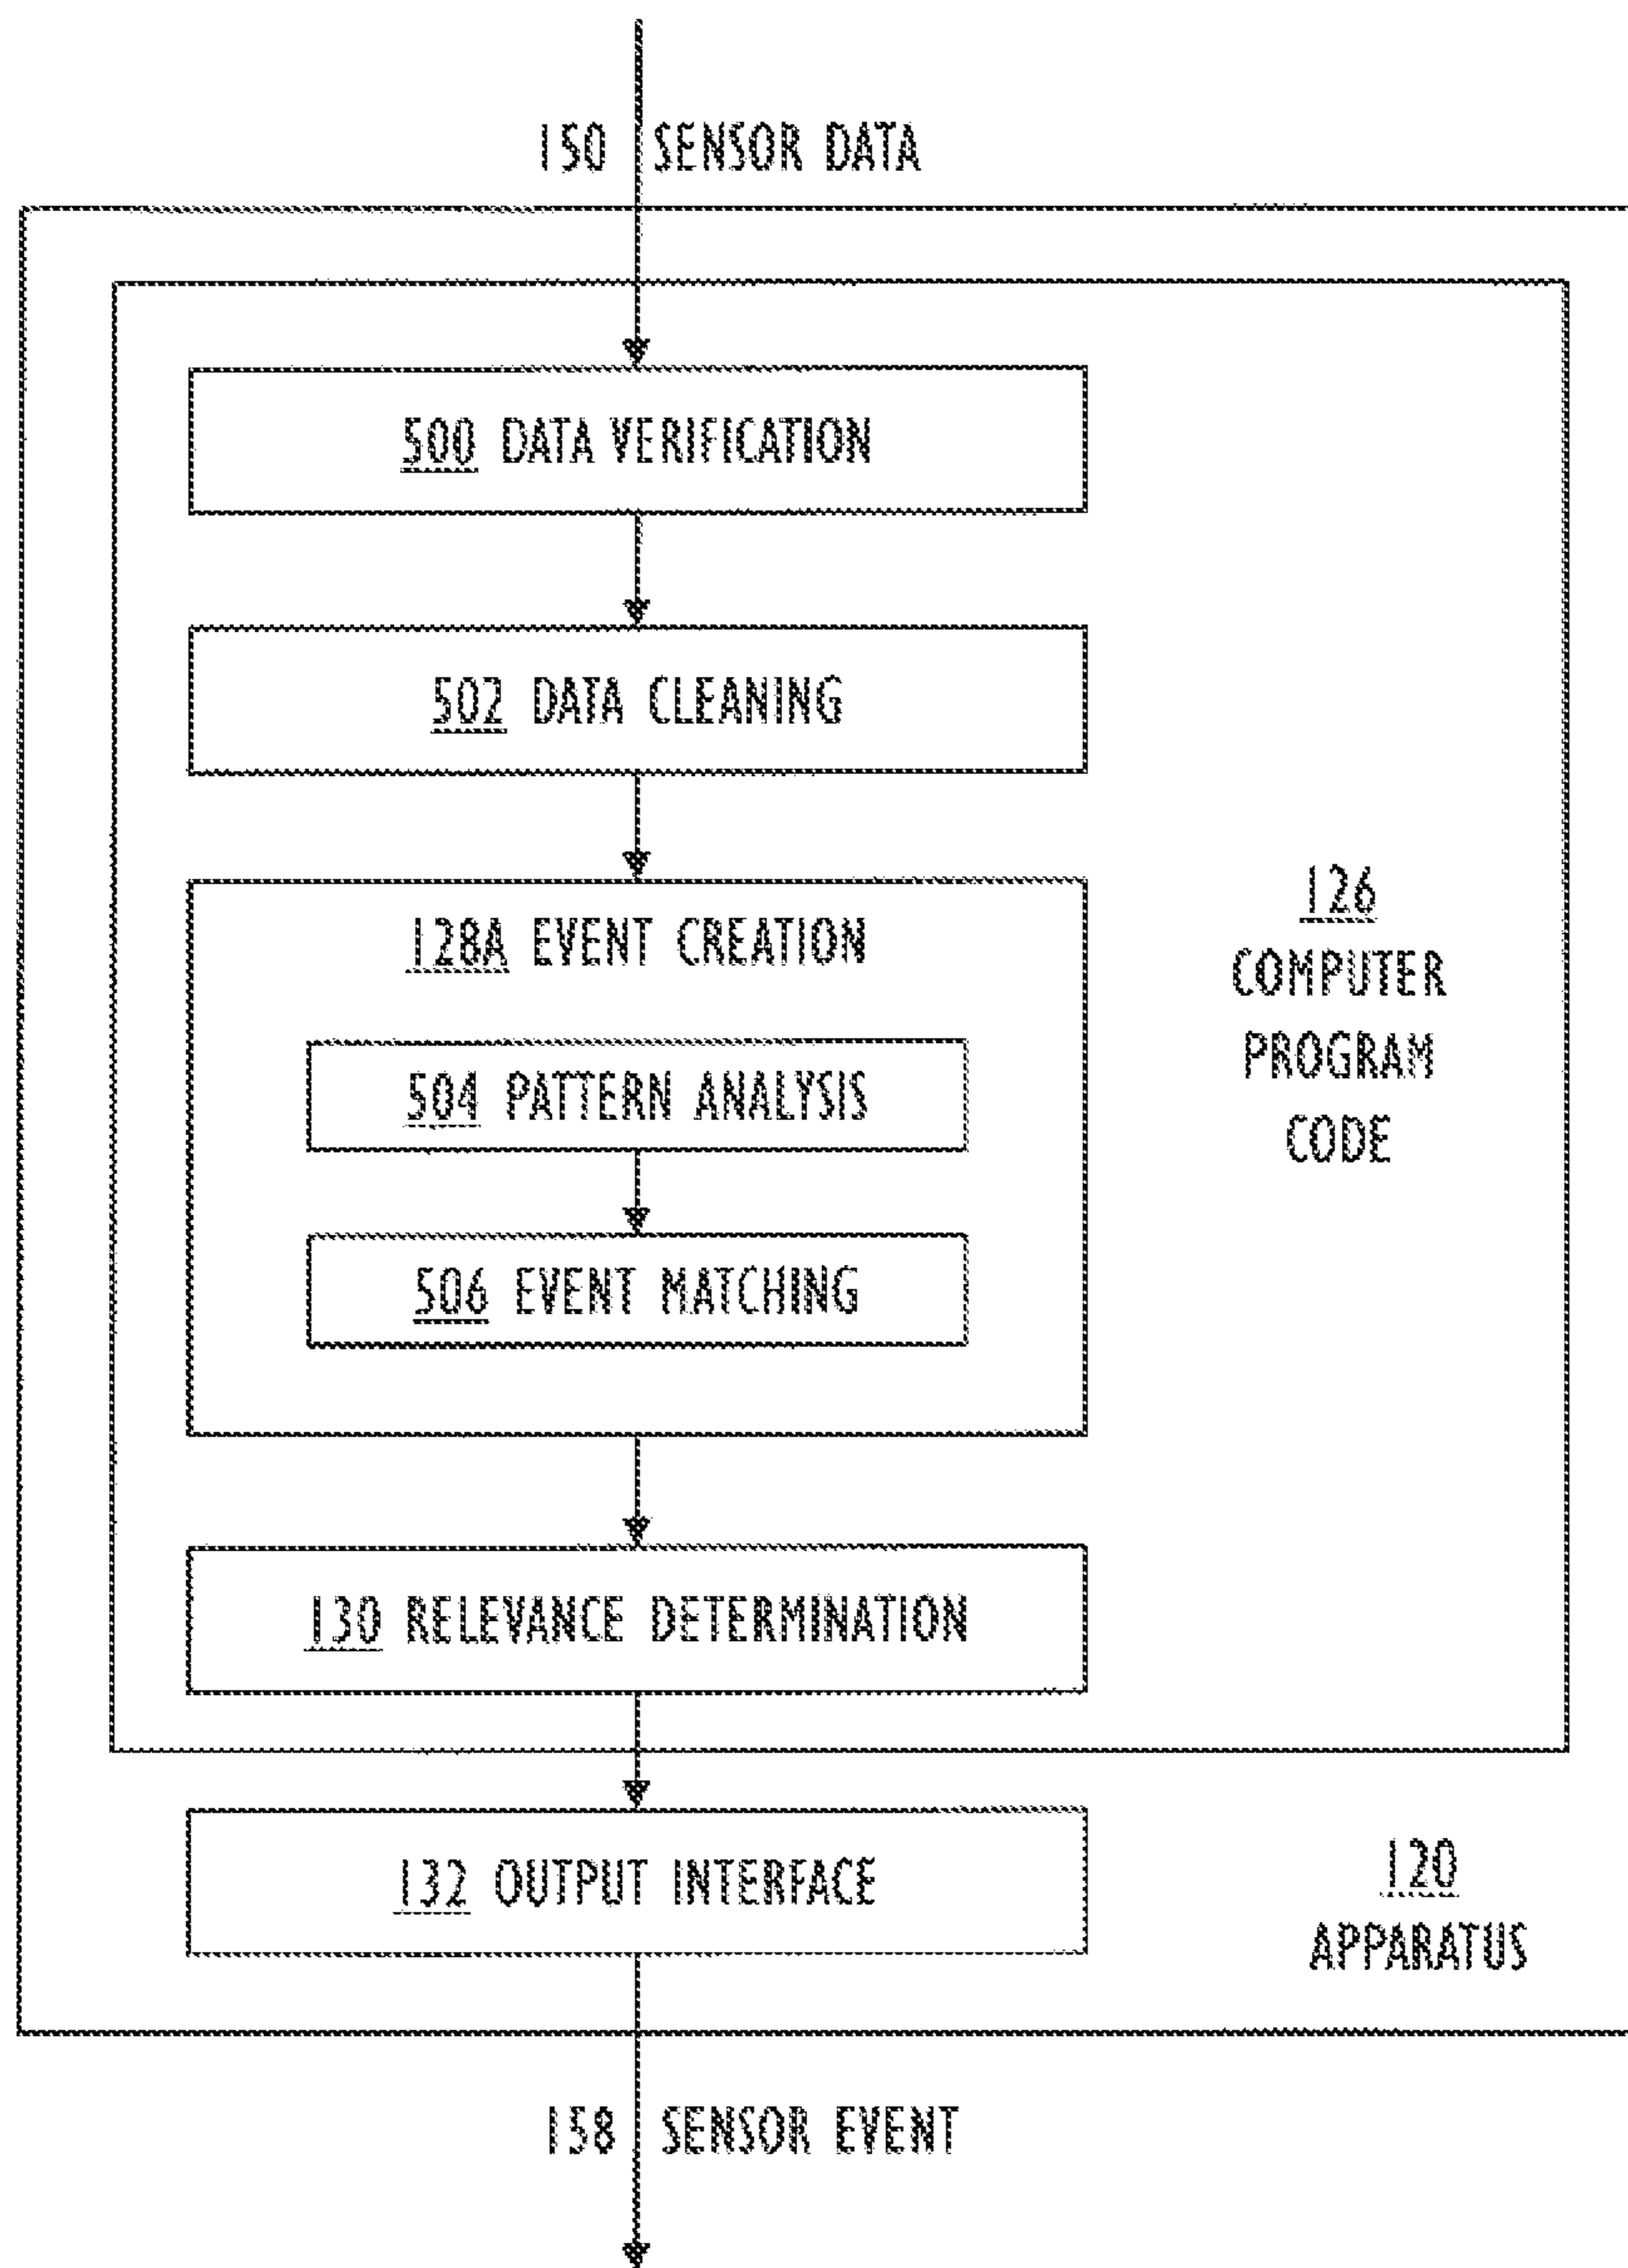 150 SENSOR DATA
500 DATA VERIFICATION
502 DATA CLEANING
128A EVENT CREATION
504 PATTERN ANALYSIS
506 EVENT MATCHING
126
COMPUTER
PROGRAM
CODE
130 RELEVANCE DETERMINATION
132 OUTPUT INTERFACE
120
APPARATUS
158 SENSOR EVENT